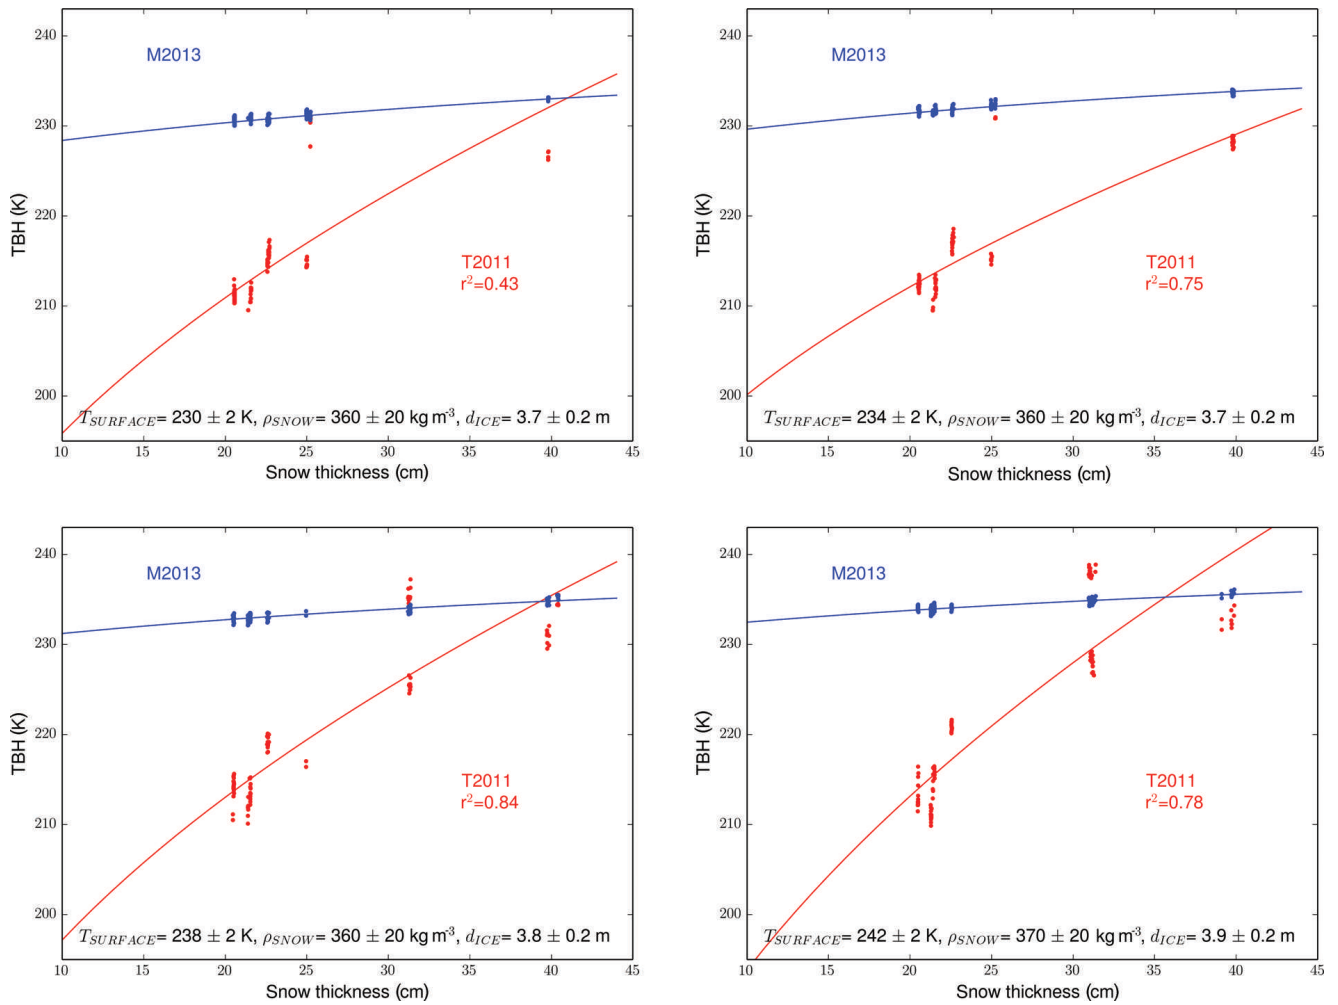 240
230
220
210
200
TBH (K)
M2013
T2011
r²=0.43
T_SURFACE = 230 ± 2 K, ρ_SNOW = 360 ± 20 kg m⁻³, d_ICE = 3.7 ± 0.2 m
10 15 20 25 30 35 40 45
Snow thickness (cm)
240
230
220
210
200
TBH (K)
M2013
T2011
r²=0.75
T_SURFACE = 234 ± 2 K, ρ_SNOW = 360 ± 20 kg m⁻³, d_ICE = 3.7 ± 0.2 m
10 15 20 25 30 35 40 45
Snow thickness (cm)
240
230
220
210
200
TBH (K)
M2013
T2011
r²=0.84
T_SURFACE = 238 ± 2 K, ρ_SNOW = 360 ± 20 kg m⁻³, d_ICE = 3.8 ± 0.2 m
10 15 20 25 30 35 40 45
Snow thickness (cm)
240
230
220
210
200
TBH (K)
M2013
T2011
r²=0.78
T_SURFACE = 242 ± 2 K, ρ_SNOW = 370 ± 20 kg m⁻³, d_ICE = 3.9 ± 0.2 m
10 15 20 25 30 35 40 45
Snow thickness (cm)